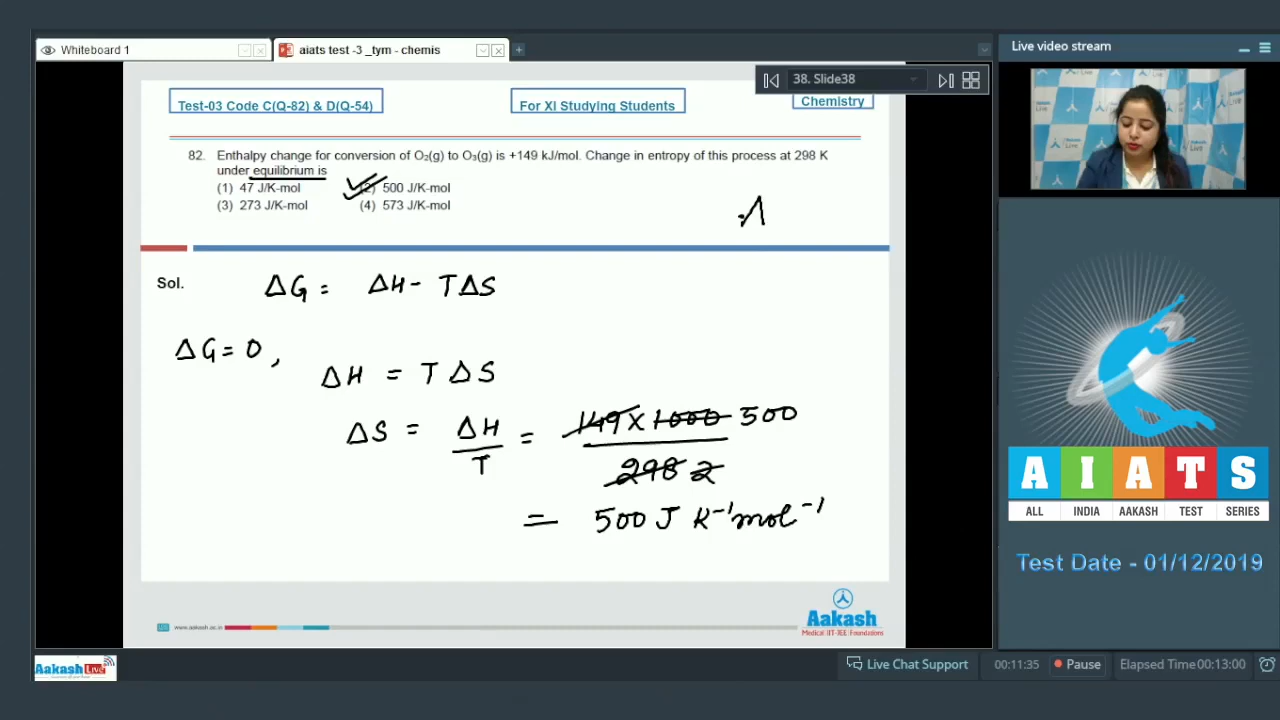 Whiteboard 1
aiats test -3 _tym - chemis
Live video stream
38. Slide38
Test-03 Code C(Q-82) & D(Q-54)
For XI Studying Students
Chemistry
82. Enthalpy change for conversion of O₂(g) to O₃(g) is +149 kJ/mol. Change in entropy of this process at 298 K
under equilibrium is
(1) 47 J/K-mol (2) 500 J/K-mol
(3) 273 J/K-mol (4) 573 J/K-mol
Sol.
ΔG = ΔH - TΔS
ΔG = 0,
ΔH = TΔS
ΔS = ΔH/T = 149 x 1000 500 / 298 2
= 500 J K⁻¹ mol⁻¹
AIATS
ALL INDIA AAKASH TEST SERIES
Test Date - 01/12/2019
www.aakash.ac.in
Aakash
Medical|IIT-JEE|Foundations
Aakash Live
Live Chat Support
00:11:35
Pause
Elapsed Time 00:13:00